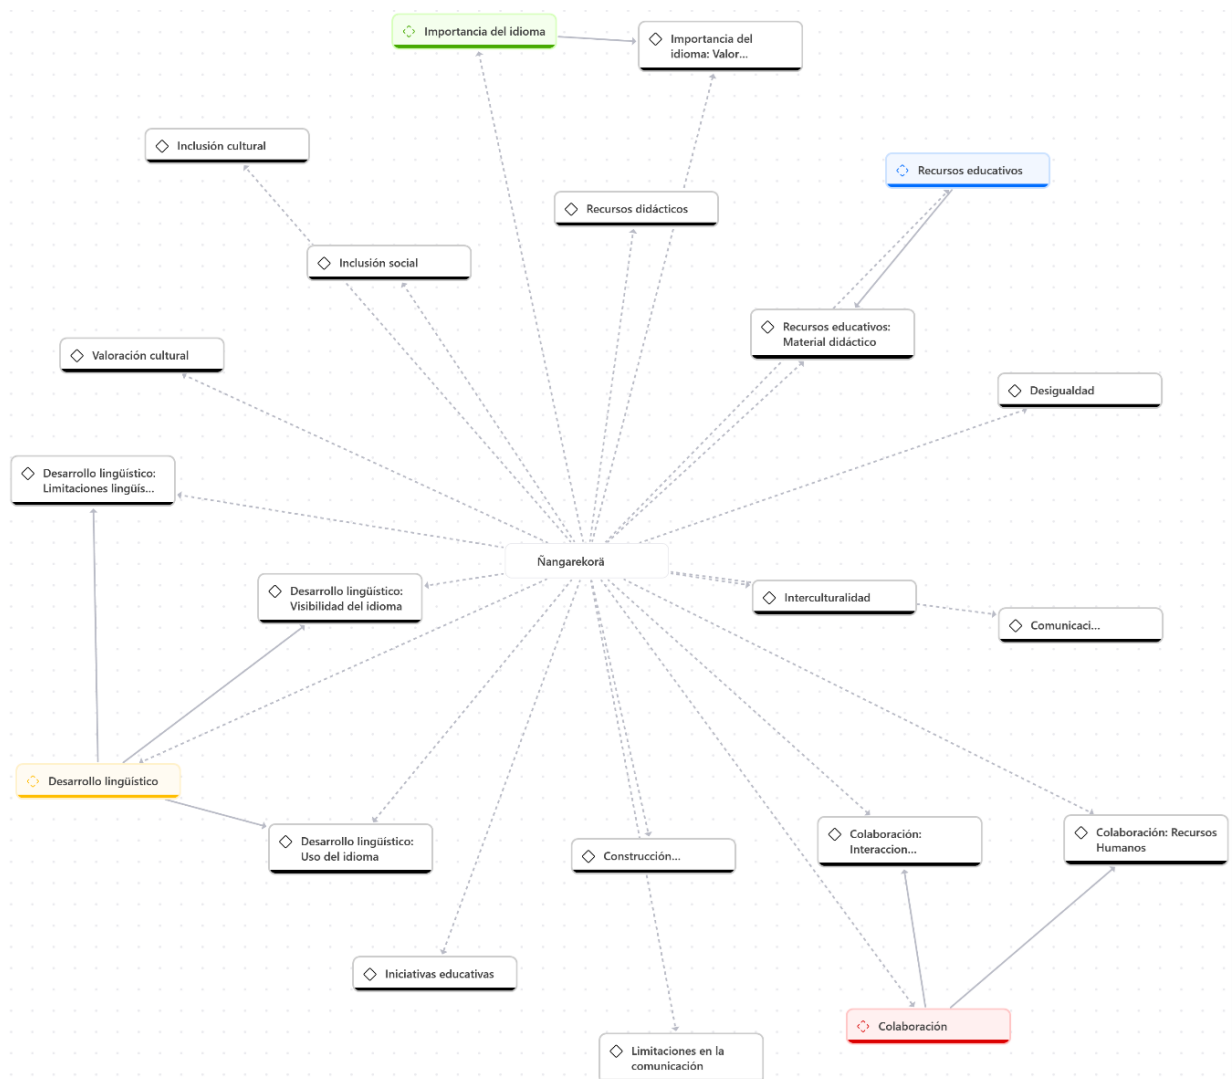 Importancia del idioma
Importancia del
idioma: Valor...
Inclusión cultural
Recursos educativos
Recursos didácticos
Inclusión social
Recursos educativos:
Material didáctico
Valoración cultural
Desigualdad
Desarrollo lingüístico:
Limitaciones lingüís...
Ñangarekorä
Desarrollo lingüístico:
Visibilidad del idioma
Interculturalidad
Comunicaci...
Desarrollo lingüístico
Desarrollo lingüístico:
Uso del idioma
Construcción...
Colaboración:
Interaccion...
Colaboración: Recursos
Humanos
Iniciativas educativas
Colaboración
Limitaciones en la
comunicación